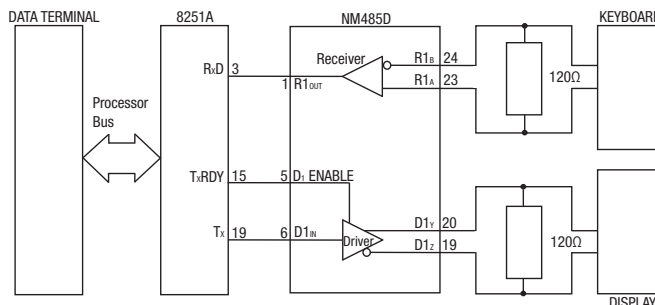 DATA TERMINAL
8251A
NM485D
KEYBOARD
Receiver
R1B 24
RxD 3
1 R1OUT
R1A 23
120Ω
Processor
Bus
TxRDY 15
5 D1 ENABLE
D1Y 20
Tx 19
6 D1IN
Driver
D1Z 19
120Ω
DISPLAY